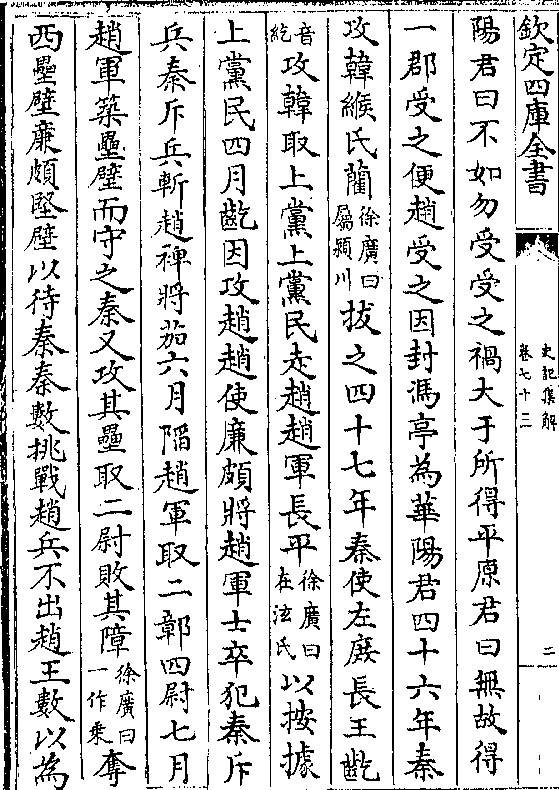 欽定四庫全書
史記集解
卷七十三
二
陽君曰不如勿受受之禍大于所得平原君曰無故得
一郡受之便趙受之因封馮亭為華陽君四十六年秦
攻韓緱氏藺徐廣曰屬潁川拔之四十七年秦使左庶長王齕
音紇攻韓取上黨上黨民走趙趙軍長平徐廣曰在泫氏以按據
上黨民四月齕因攻趙趙使廉頗將趙軍士卒犯秦斥
兵秦斥兵斬趙裨將茄六月䧟趙軍取二鄣四尉七月
趙軍築壘壁而守之秦又攻其壘取二尉敗其障徐廣曰一作乗奪
西壘壁廉頗堅壁以待秦秦數挑戰趙兵不出趙王數以為